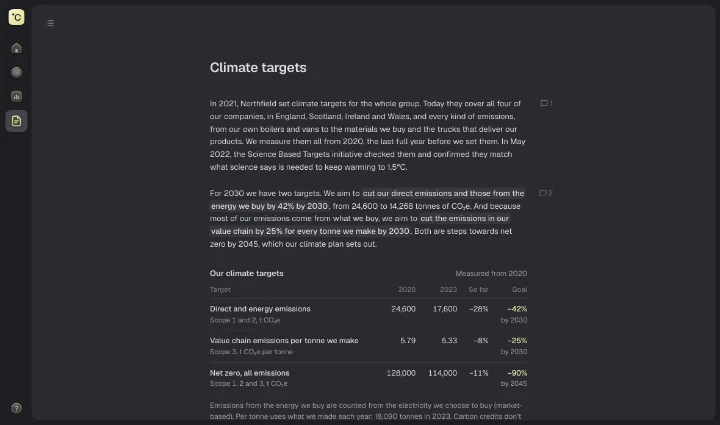 °C
Climate targets
In 2021, Northfield set climate targets for the whole group. Today they cover all four of
our companies, in England, Scotland, Ireland and Wales, and every kind of emissions,
from our own boilers and vans to the materials we buy and the trucks that deliver our
products. We measure them all from 2020, the last full year before we set them. In May
2022, the Science Based Targets initiative checked them and confirmed they match
what science says is needed to keep warming to 1.5°C.
1
For 2030 we have two targets. We aim to cut our direct emissions and those from the
energy we buy by 42% by 2030, from 24,600 to 14,268 tonnes of CO₂e. And because
most of our emissions come from what we buy, we aim to cut the emissions in our
value chain by 25% for every tonne we make by 2030. Both are steps towards net
zero by 2045, which our climate plan sets out.
2
Our climate targets Measured from 2020
Target 2020 2023 So far Goal
Direct and energy emissions 24,600 17,600 −28% −42%
Scope 1 and 2, t CO₂e by 2030
Value chain emissions per tonne we make 5.79 5.33 −8% −25%
Scope 3, t CO₂e per tonne by 2030
Net zero, all emissions 128,000 114,000 −11% −90%
Scope 1, 2 and 3, t CO₂e by 2045
Emissions from the energy we buy are counted from the electricity we choose to buy (market-
based). Per tonne uses what we made each year: 18,090 tonnes in 2023. Carbon credits don't
?